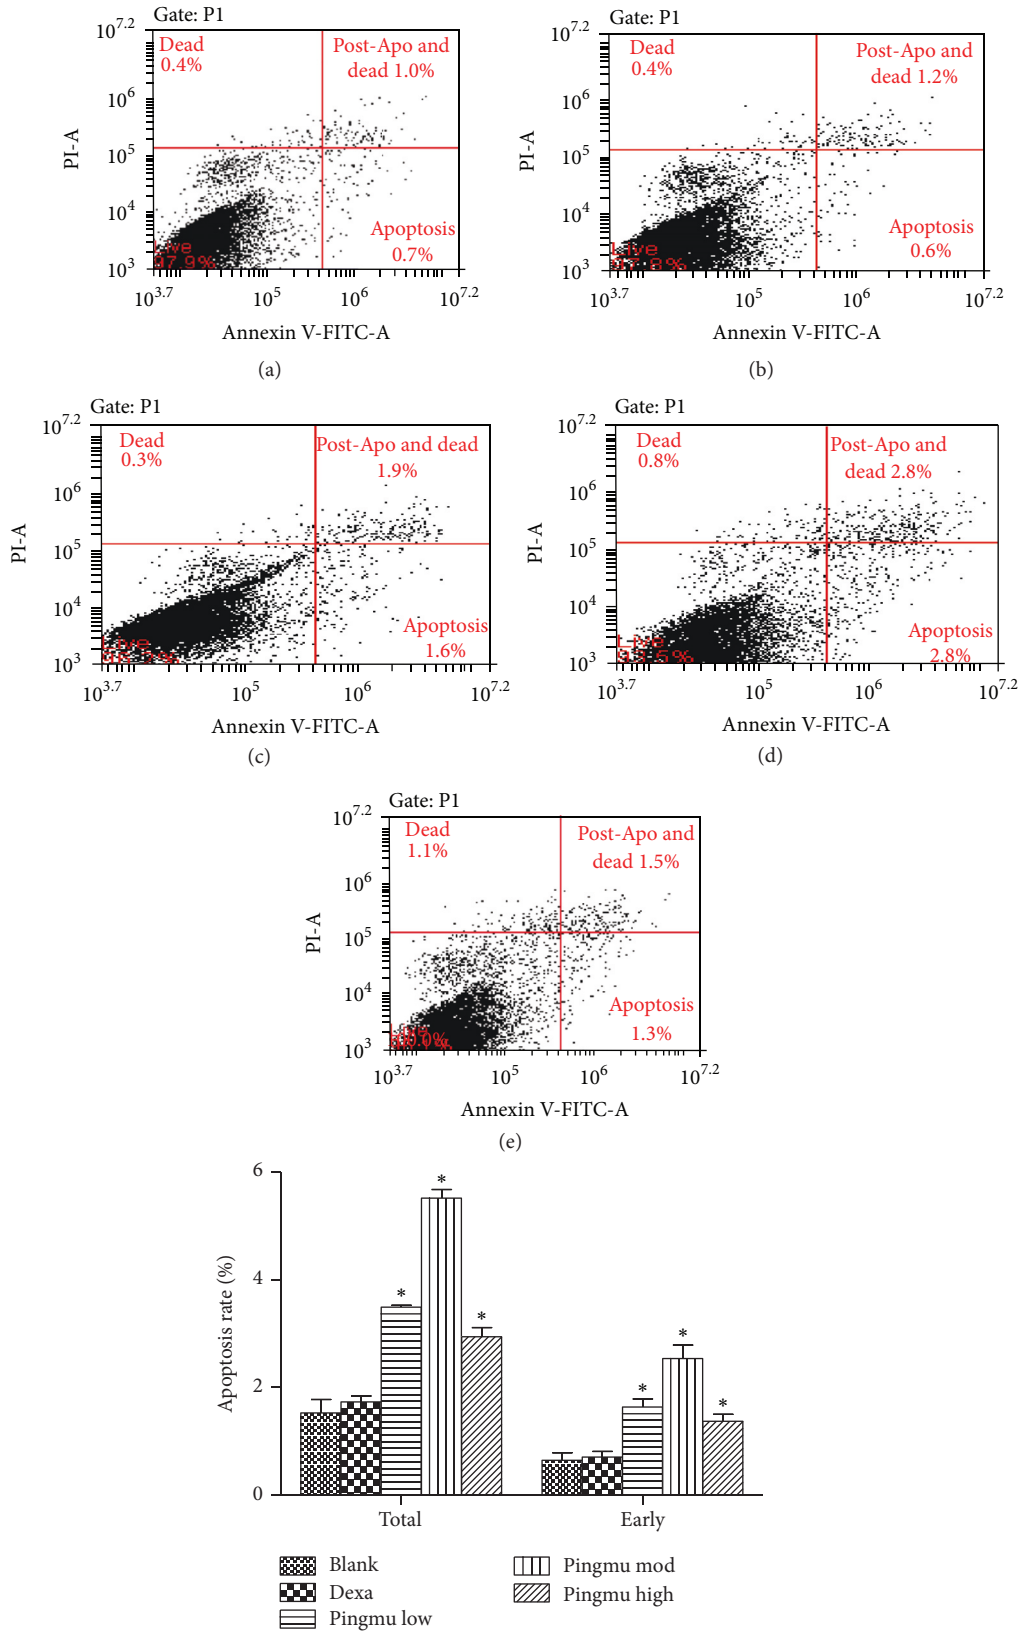 Gate: P1
10^7.2
Dead
0.4%
Post-Apo and
dead 1.0%
10^6
PI-A
10^5
10^4
Apoptosis
0.7%
Live
97.9%
10^3
10^3.7
10^5
10^6
10^7.2
Annexin V-FITC-A
(a)
Gate: P1
10^7.2
Dead
0.4%
Post-Apo and
dead 1.2%
10^6
PI-A
10^5
10^4
Apoptosis
0.6%
Live
10^3
10^3.7
10^5
10^6
10^7.2
Annexin V-FITC-A
(b)
Gate: P1
10^7.2
Dead
0.3%
Post-Apo and dead
1.9%
10^6
PI-A
10^5
10^4
Apoptosis
1.6%
Live
10^3
10^3.7
10^5
10^6
10^7.2
Annexin V-FITC-A
(c)
Gate: P1
10^7.2
Dead
0.8%
Post-Apo and
dead 2.8%
10^6
PI-A
10^5
10^4
Apoptosis
2.8%
Live
93.5%
10^3
10^3.7
10^5
10^6
10^7.2
Annexin V-FITC-A
(d)
Gate: P1
10^7.2
Dead
1.1%
Post-Apo and
dead 1.5%
10^6
PI-A
10^5
10^4
Apoptosis
1.3%
10^3
10^3.7
10^5
10^6
10^7.2
Annexin V-FITC-A
(e)
6
4
2
0
Apoptosis rate (%)
* * * * * *
Total
Early
Blank
Dexa
Pingmu low
Pingmu mod
Pingmu high